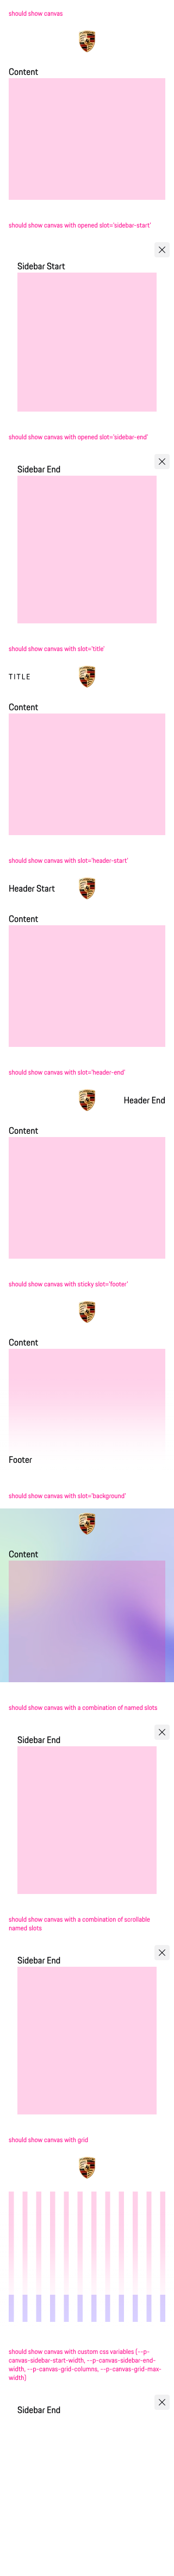 should show canvas
Content
should show canvas with opened slot='sidebar-start'
Sidebar Start
should show canvas with opened slot='sidebar-end'
Sidebar End
should show canvas with slot='title'
TITLE
Content
should show canvas with slot='header-start'
Header Start
Content
should show canvas with slot='header-end'
Header End
Content
should show canvas with sticky slot='footer'
Content
Footer
should show canvas with slot='background'
Content
should show canvas with a combination of named slots
Sidebar End
should show canvas with a combination of scrollable
named slots
Sidebar End
should show canvas with grid
should show canvas with custom css variables (--p-
canvas-sidebar-start-width, --p-canvas-sidebar-end-
width, --p-canvas-grid-columns, --p-canvas-grid-max-
width)
Sidebar End